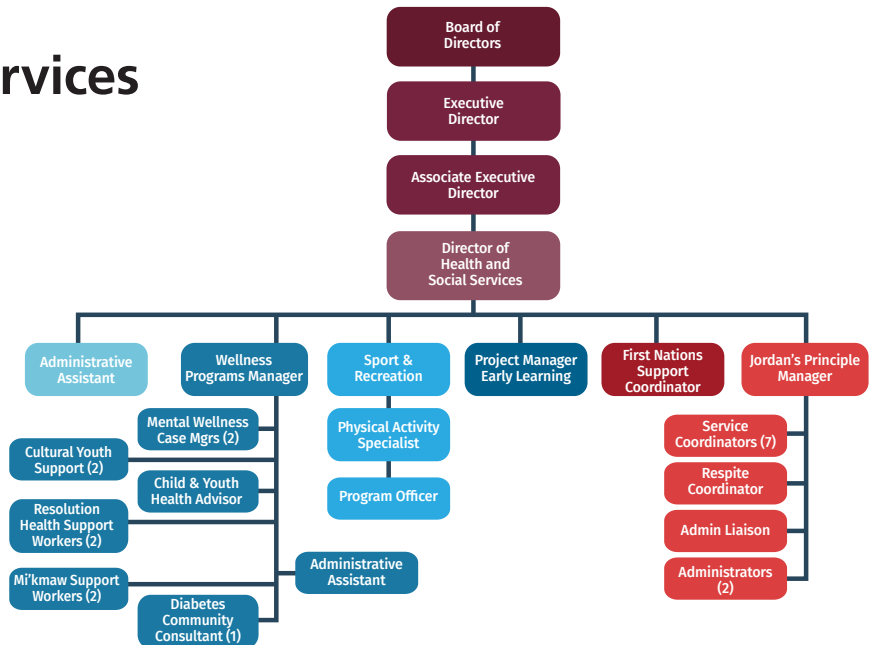 rvices
Board of
Directors
Executive
Director
Associate Executive
Director
Director of
Health and
Social Services
Administrative
Assistant
Wellness
Programs Manager
Sport &
Recreation
Project Manager
Early Learning
First Nations
Support
Coordinator
Jordan's Principle
Manager
Mental Wellness
Case Mgrs (2)
Cultural Youth
Support (2)
Child & Youth
Health Advisor
Resolution
Health Support
Workers (2)
Mi'kmaw Support
Workers (2)
Diabetes
Community
Consultant (1)
Administrative
Assistant
Physical Activity
Specialist
Program Officer
Service
Coordinators (7)
Respite
Coordinator
Admin Liaison
Administrators
(2)